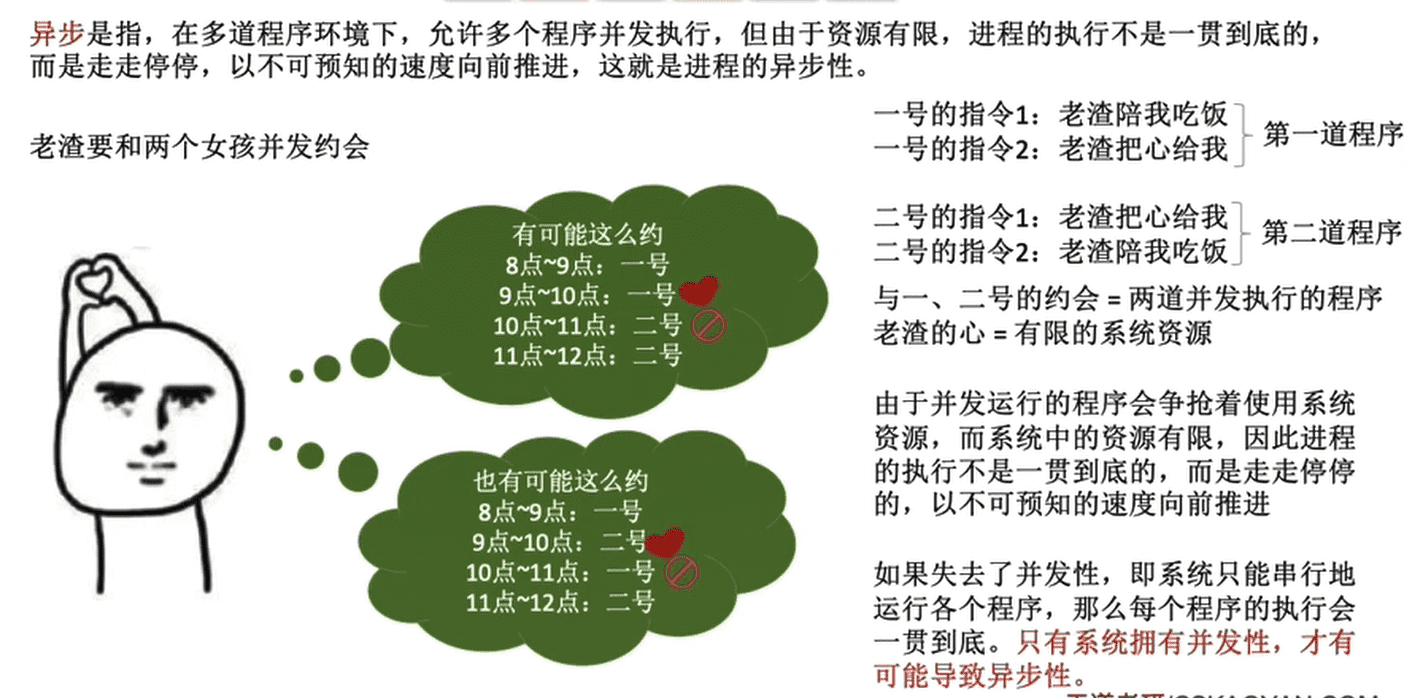 异步是指，在多道程序环境下，允许多个程序并发执行，但由于资源有限，进程的执行不是一贯到底的，
而是走走停停，以不可预知的速度向前推进，这就是进程的异步性。
老渣要和两个女孩并发约会
有可能这么约
8点~9点：一号
9点~10点：一号
10点~11点：二号
11点~12点：二号
也有可能这么约
8点~9点：一号
9点~10点：二号
10点~11点：一号
11点~12点：二号
一号的指令1：老渣陪我吃饭
一号的指令2：老渣把心给我
第一道程序
二号的指令1：老渣把心给我
二号的指令2：老渣陪我吃饭
第二道程序
与一、二号的约会 = 两道并发执行的程序
老渣的心 = 有限的系统资源
由于并发运行的程序会争抢着使用系统
资源，而系统中的资源有限，因此进程
的执行不是一贯到底的，而是走走停停
的，以不可预知的速度向前推进
如果失去了并发性，即系统只能串行地
运行各个程序，那么每个程序的执行会
一贯到底。只有系统拥有并发性，才有
可能导致异步性。